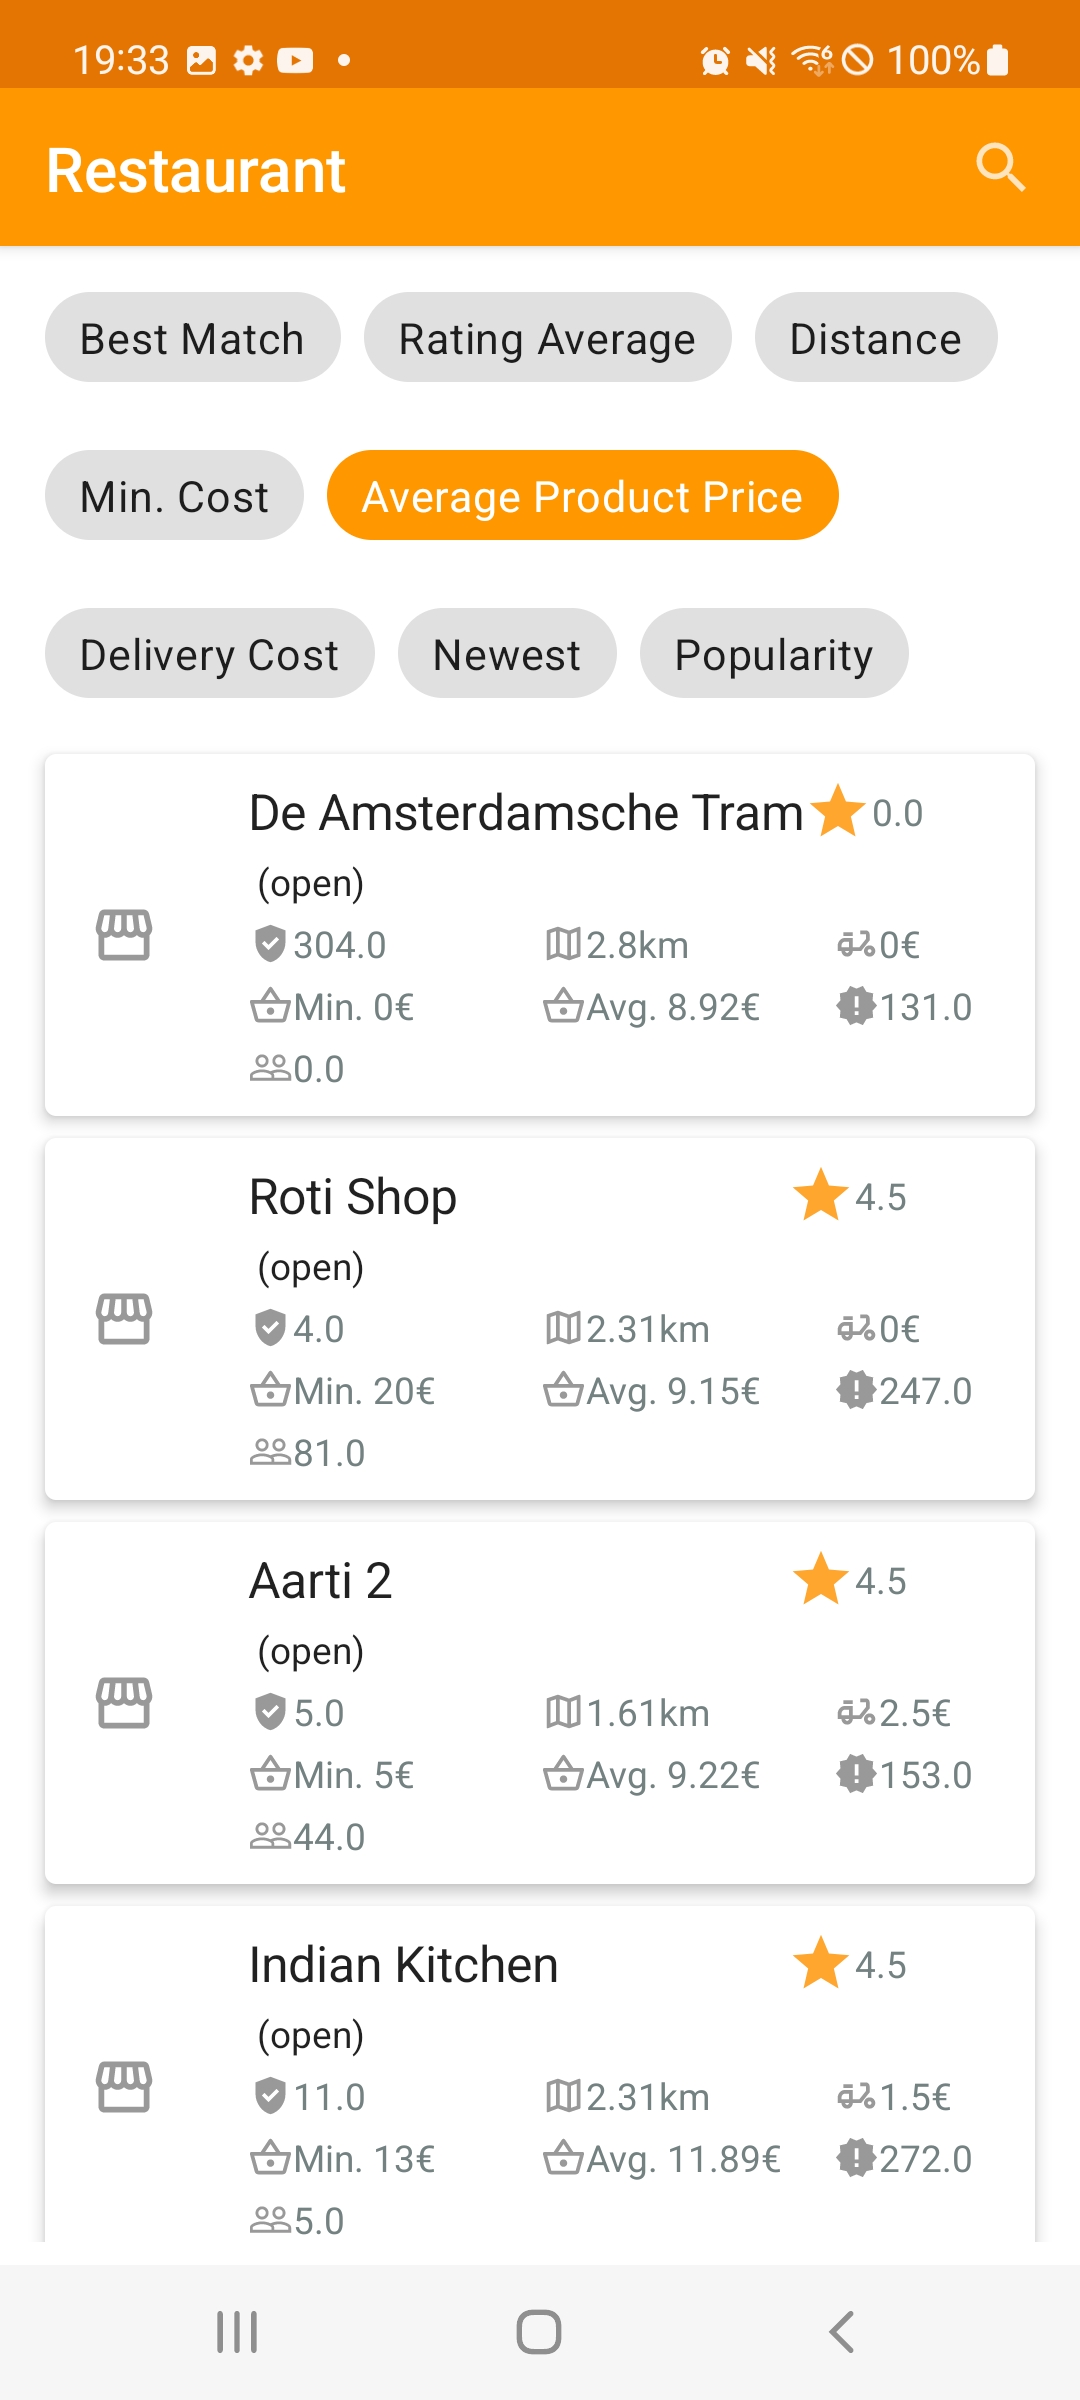 19:33 100%
Restaurant
Best Match Rating Average Distance
Min. Cost Average Product Price
Delivery Cost Newest Popularity
De Amsterdamsche Tram 0.0
(open)
304.0 2.8km 0€
Min. 0€ Avg. 8.92€ 131.0
0.0
Roti Shop 4.5
(open)
4.0 2.31km 0€
Min. 20€ Avg. 9.15€ 247.0
81.0
Aarti 2 4.5
(open)
5.0 1.61km 2.5€
Min. 5€ Avg. 9.22€ 153.0
44.0
Indian Kitchen 4.5
(open)
11.0 2.31km 1.5€
Min. 13€ Avg. 11.89€ 272.0
5.0